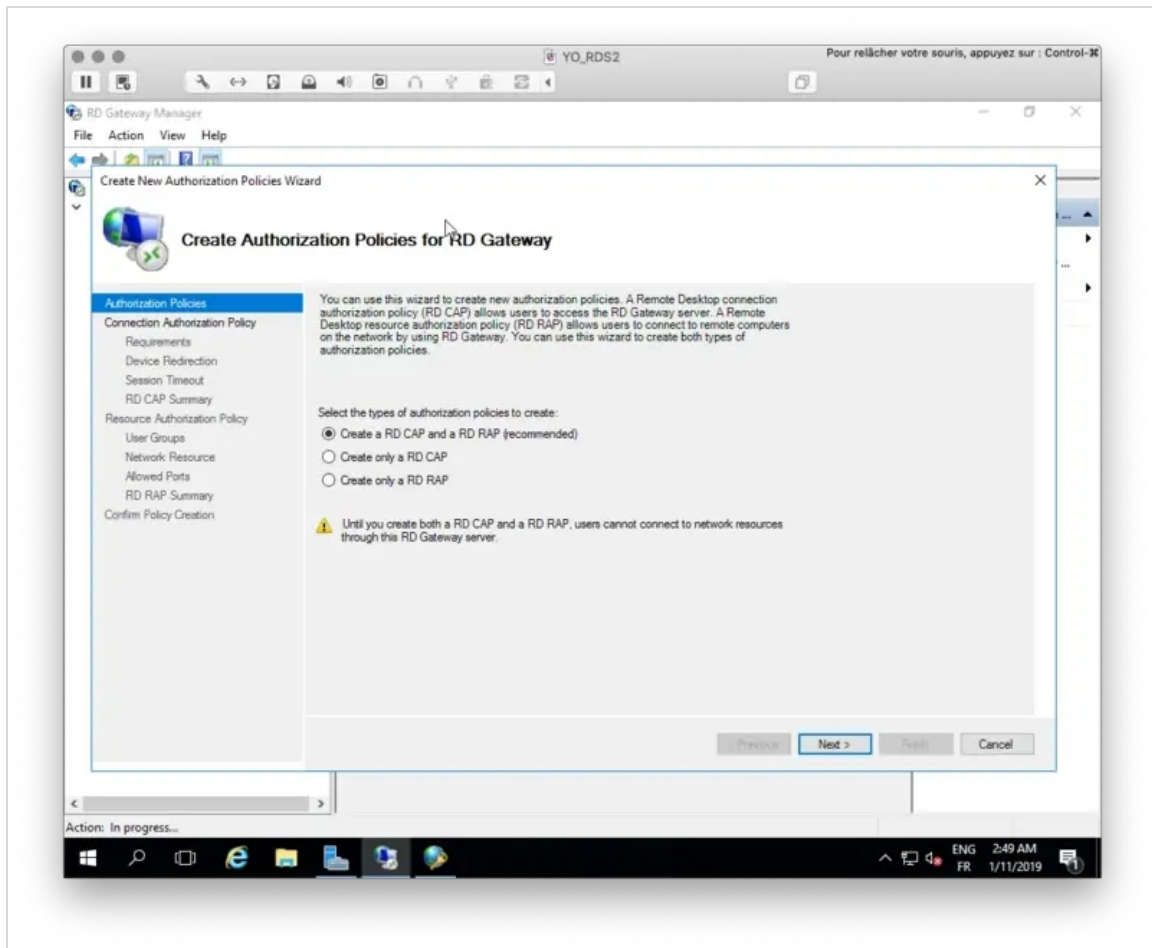 YO_RDS2
Pour relâcher votre souris, appuyez sur : Control-⌘
RD Gateway Manager
File Action View Help
Create New Authorization Policies Wizard
Create Authorization Policies for RD Gateway
Authorization Policies
Connection Authorization Policy
Requirements
Device Redirection
Session Timeout
RD CAP Summary
Resource Authorization Policy
User Groups
Network Resource
Allowed Ports
RD RAP Summary
Confirm Policy Creation
You can use this wizard to create new authorization policies. A Remote Desktop connection
authorization policy (RD CAP) allows users to access the RD Gateway server. A Remote
Desktop resource authorization policy (RD RAP) allows users to connect to remote computers
on the network by using RD Gateway. You can use this wizard to create both types of
authorization policies.
Select the types of authorization policies to create:
Create a RD CAP and a RD RAP (recommended)
Create only a RD CAP
Create only a RD RAP
Until you create both a RD CAP and a RD RAP, users cannot connect to network resources
through this RD Gateway server.
< Previous Next > Finish Cancel
Action: In progress...
ENG 2:49 AM
FR 1/11/2019
1